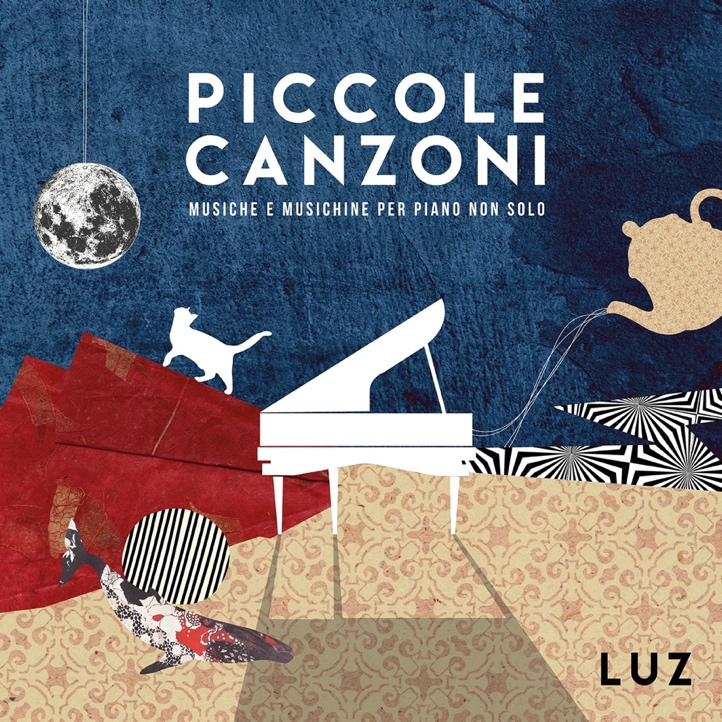 PICCOLE
CANZONI
MUSICHE E MUSICHINE PER PIANO NON SOLO
LUZ